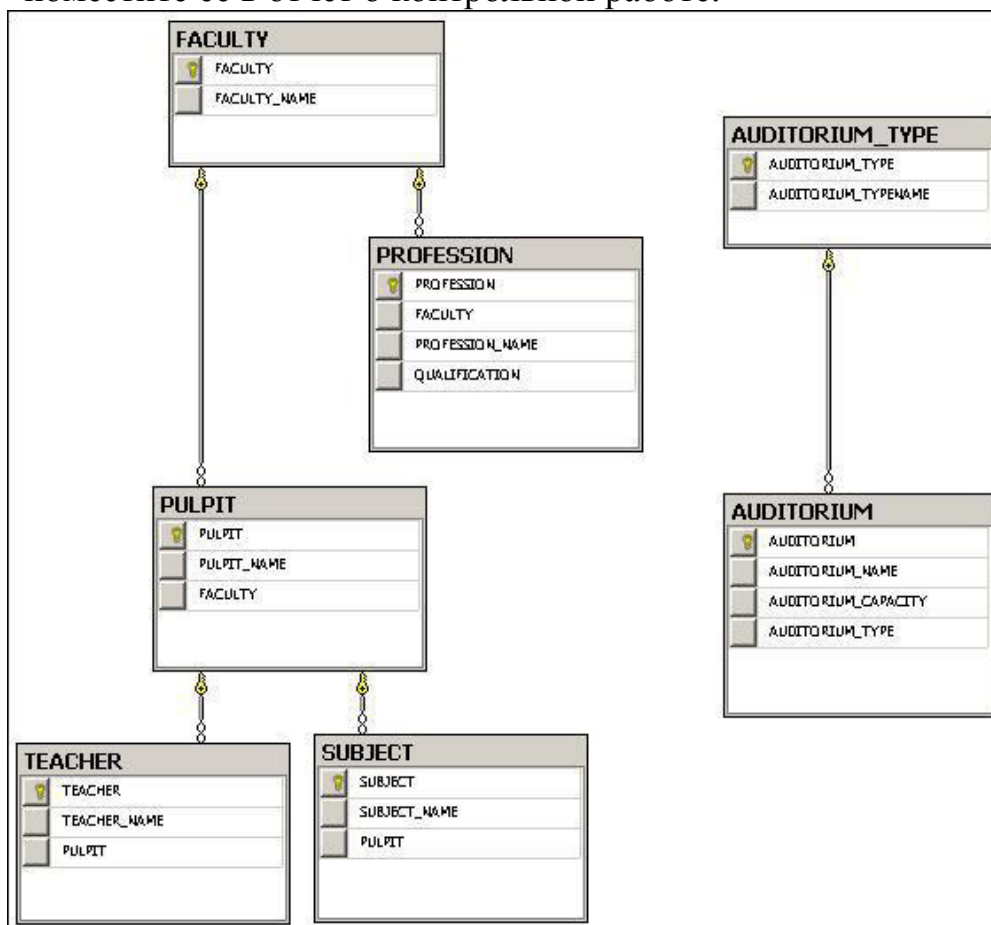 FACULTY
FACULTY
FACULTY_NAME
AUDITORIUM_TYPE
AUDITORIUM_TYPE
AUDITORIUM_TYPENAME
PROFESSION
PROFESSION
FACULTY
PROFESSION_NAME
QUALIFICATION
PULPIT
PULPIT
PULPIT_NAME
FACULTY
AUDITORIUM
AUDITORIUM
AUDITORIUM_NAME
AUDITORIUM_CAPACITY
AUDITORIUM_TYPE
TEACHER
TEACHER
TEACHER_NAME
PULPIT
SUBJECT
SUBJECT
SUBJECT_NAME
PULPIT